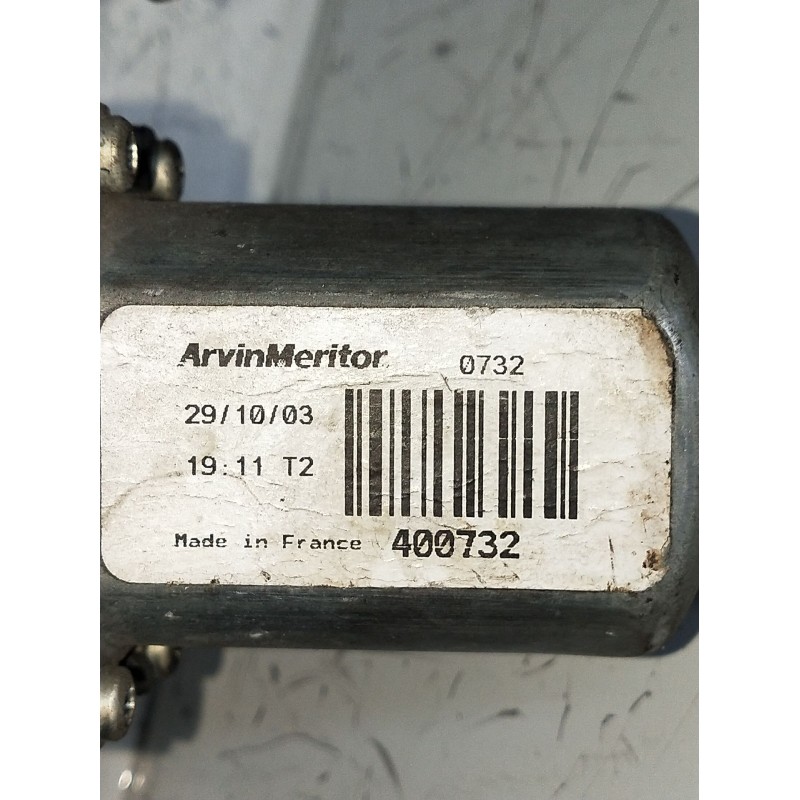 ArvinMeritor 0732
29/10/03
19:11 T2
Made in France 400732